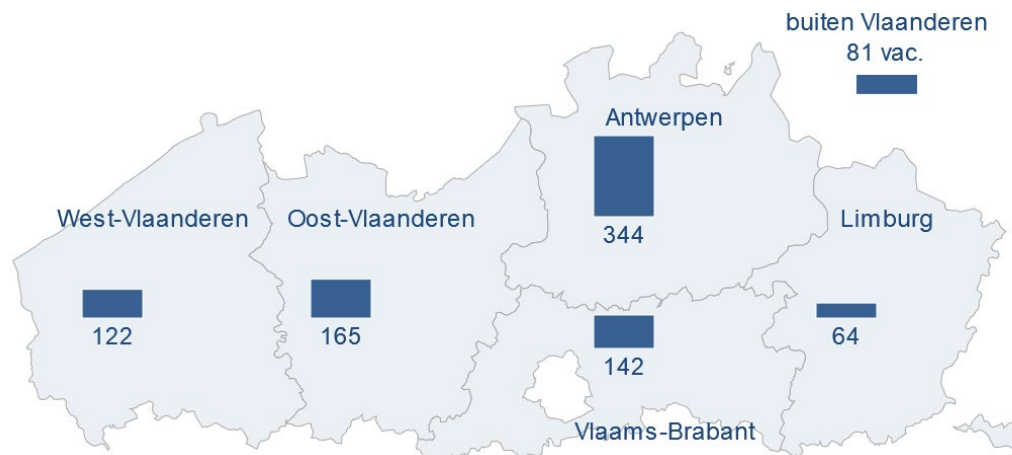 buiten Vlaanderen
81 vac.
Antwerpen
344
West-Vlaanderen
122
Oost-Vlaanderen
165
Limburg
64
142
Vlaams-Brabant